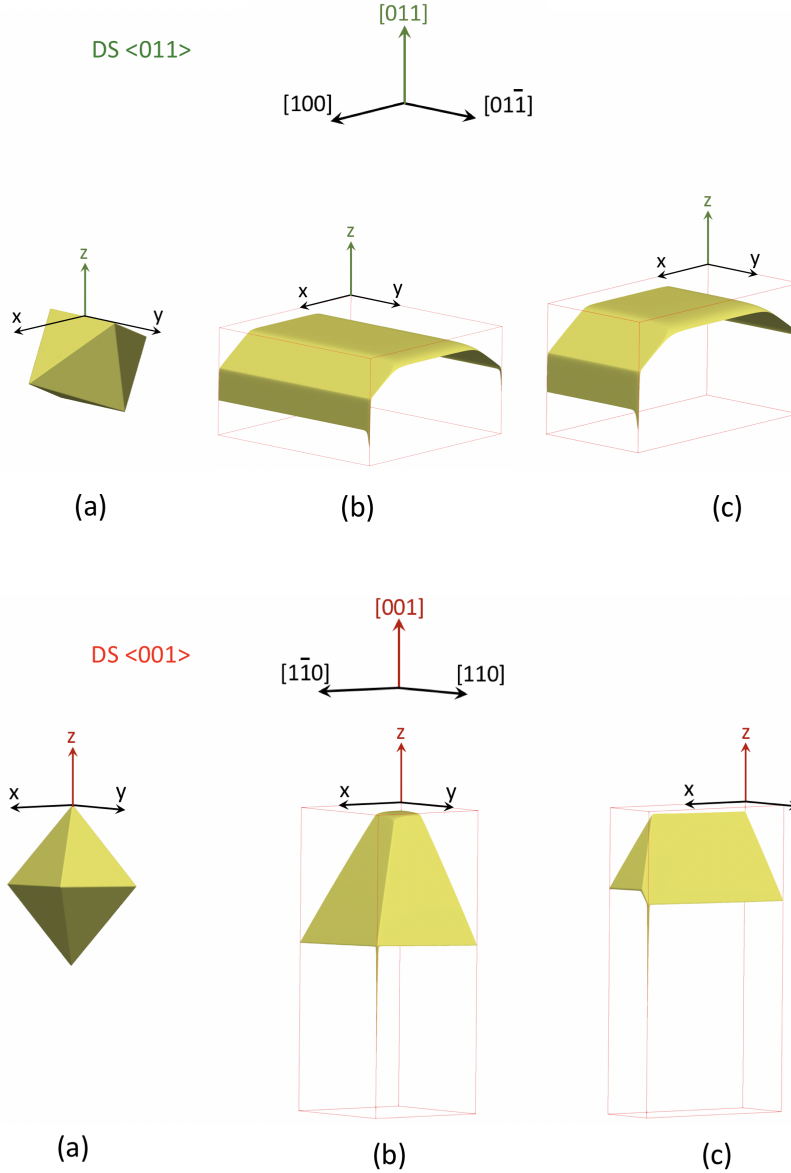 [011]
DS <011>
[100]
[011̅]
z
x
y
z
x
y
z
x
y
(a)
(b)
(c)
[001]
DS <001>
[11̅0]
[110]
z
x
y
z
x
y
z
x
(a)
(b)
(c)